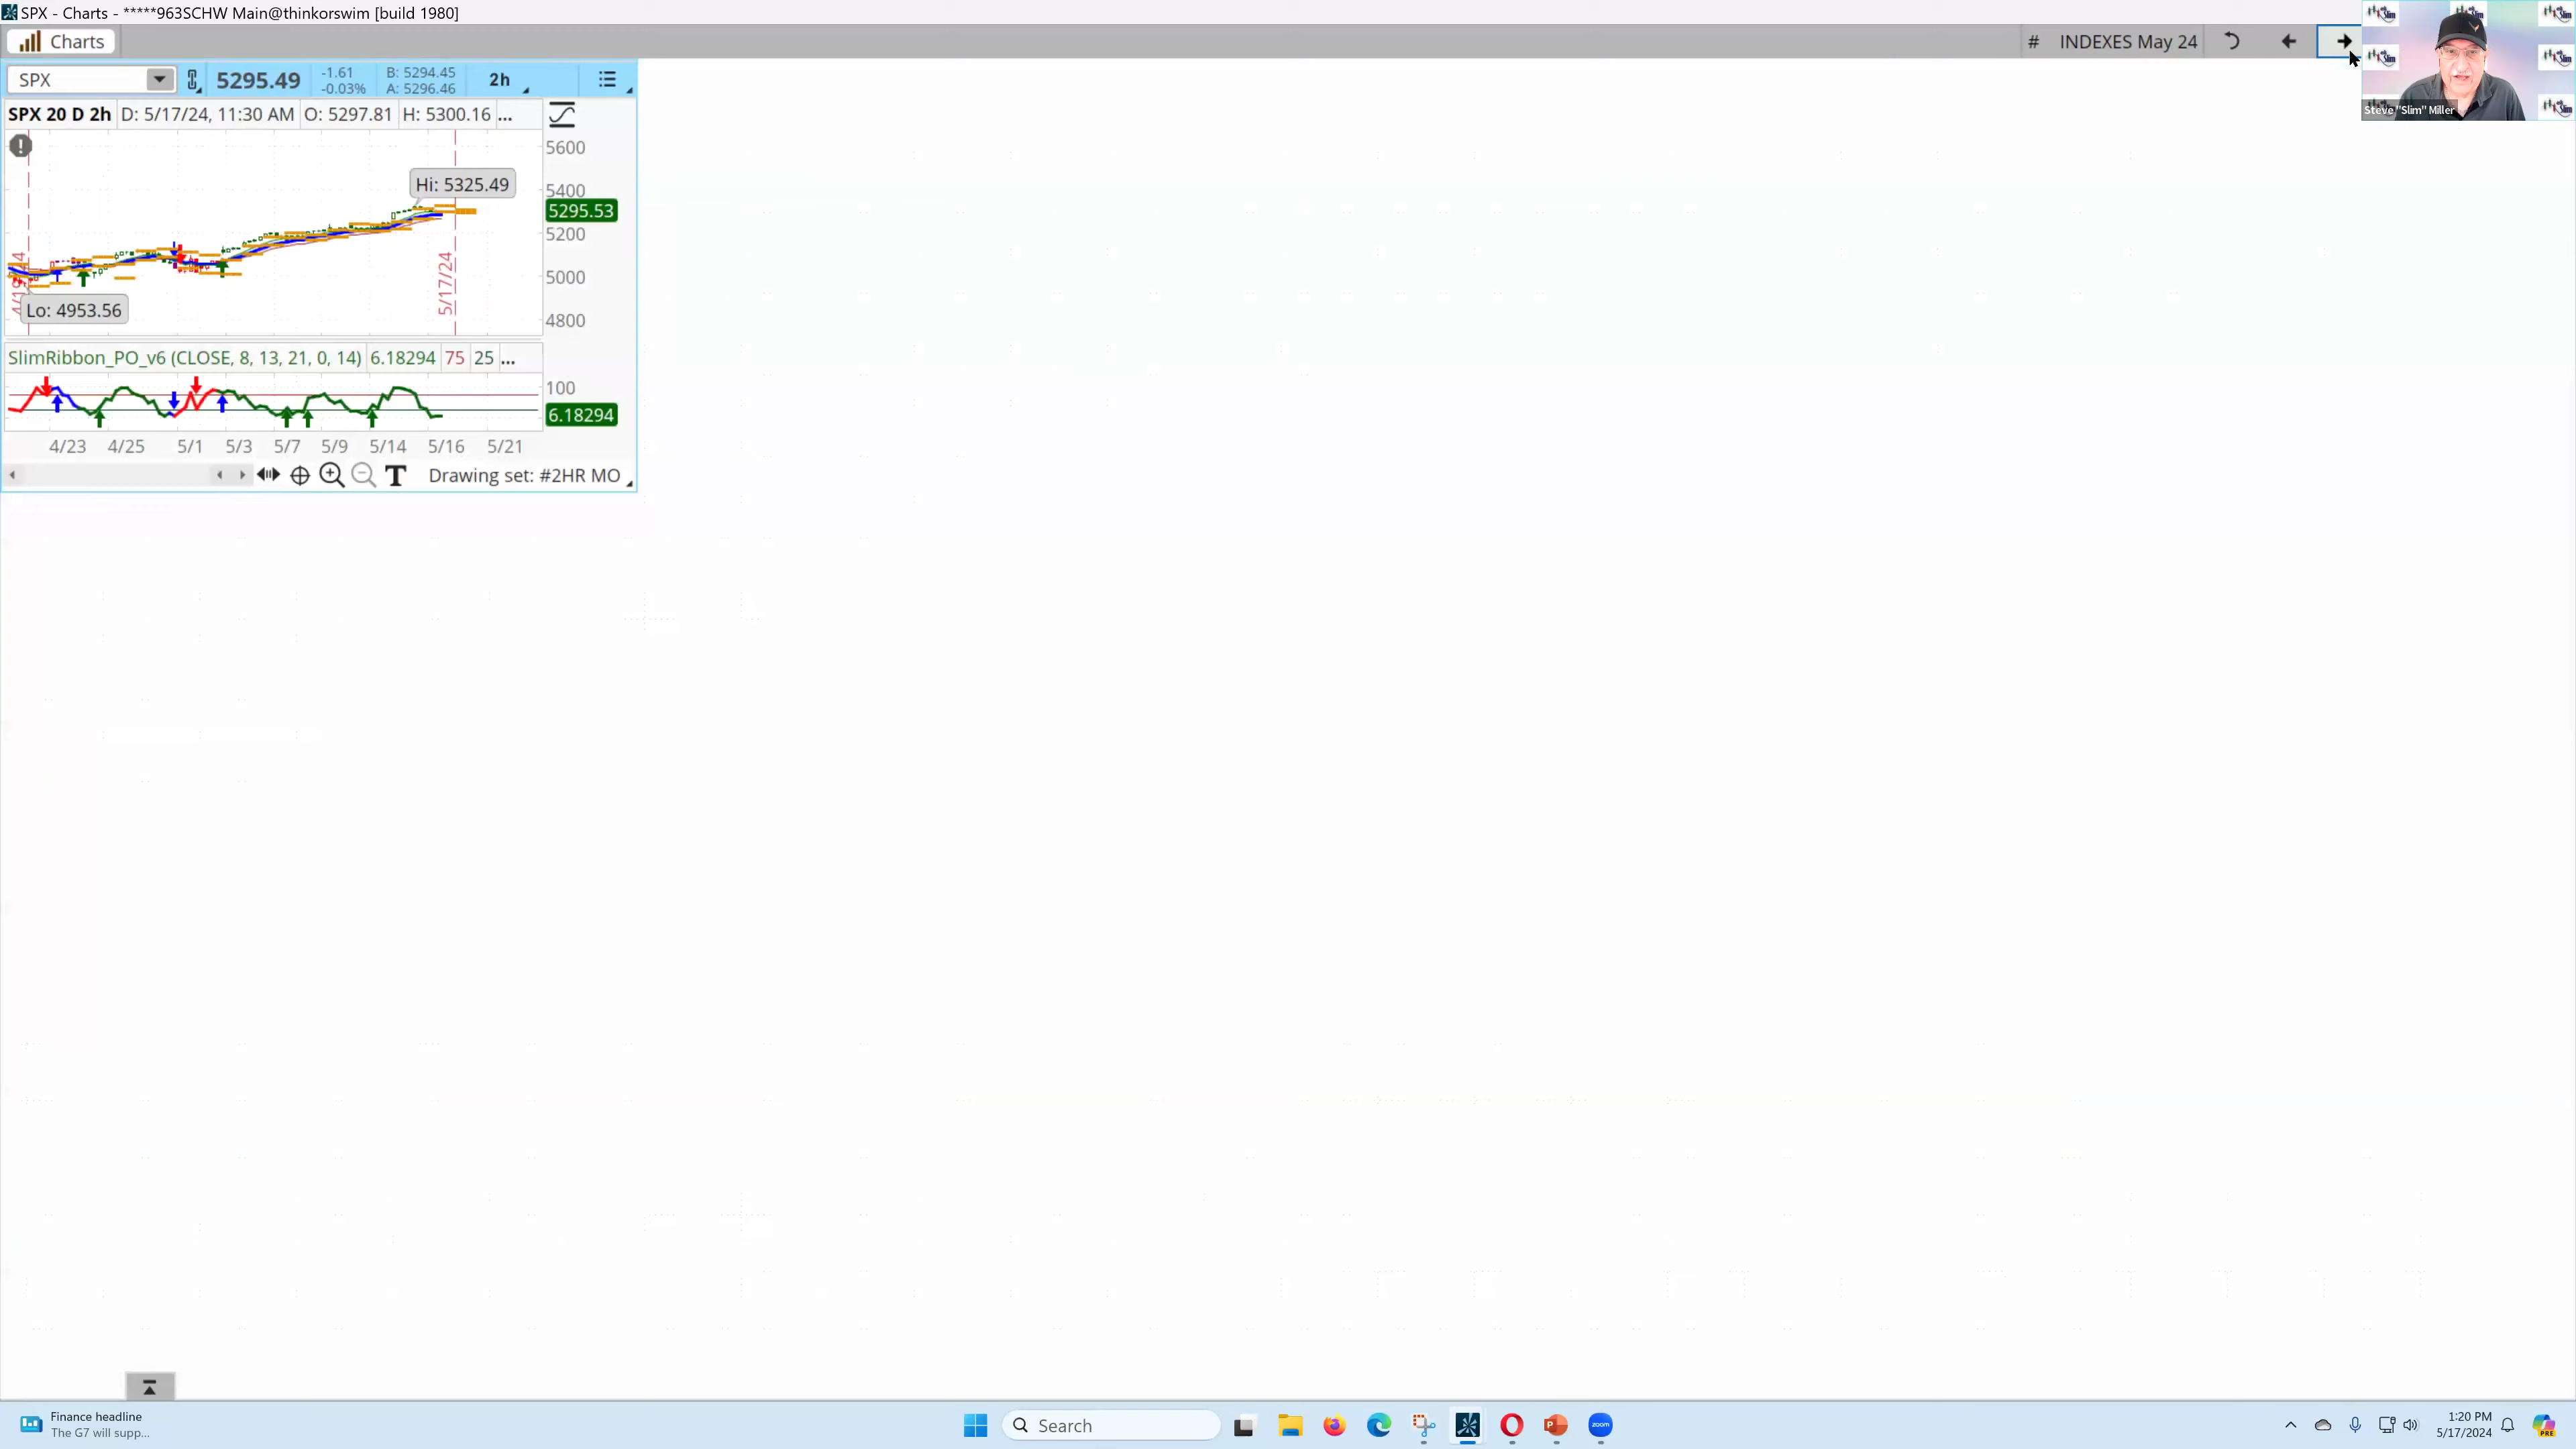 SPX - Charts - *****963SCHW Main@thinkorswim [build 1980]
Charts
# INDEXES May 24
Steve "Slim" Miller
SPX 5295.49 -1.61 B: 5294.45 2h
-0.03% A: 5296.46
SPX 20 D 2h D: 5/17/24, 11:30 AM O: 5297.81 H: 5300.16 ...
5600
Hi: 5325.49
5400
5295.53
5200
5/17/24
5000
Lo: 4953.56
4800
SlimRibbon_PO_v6 (CLOSE, 8, 13, 21, 0, 14) 6.18294 75 25 ...
100
6.18294
4/23 4/25 5/1 5/3 5/7 5/9 5/14 5/16 5/21
T Drawing set: #2HR MO
Finance headline
The G7 will supp...
Search
zoom
PRE
1:20 PM
5/17/2024